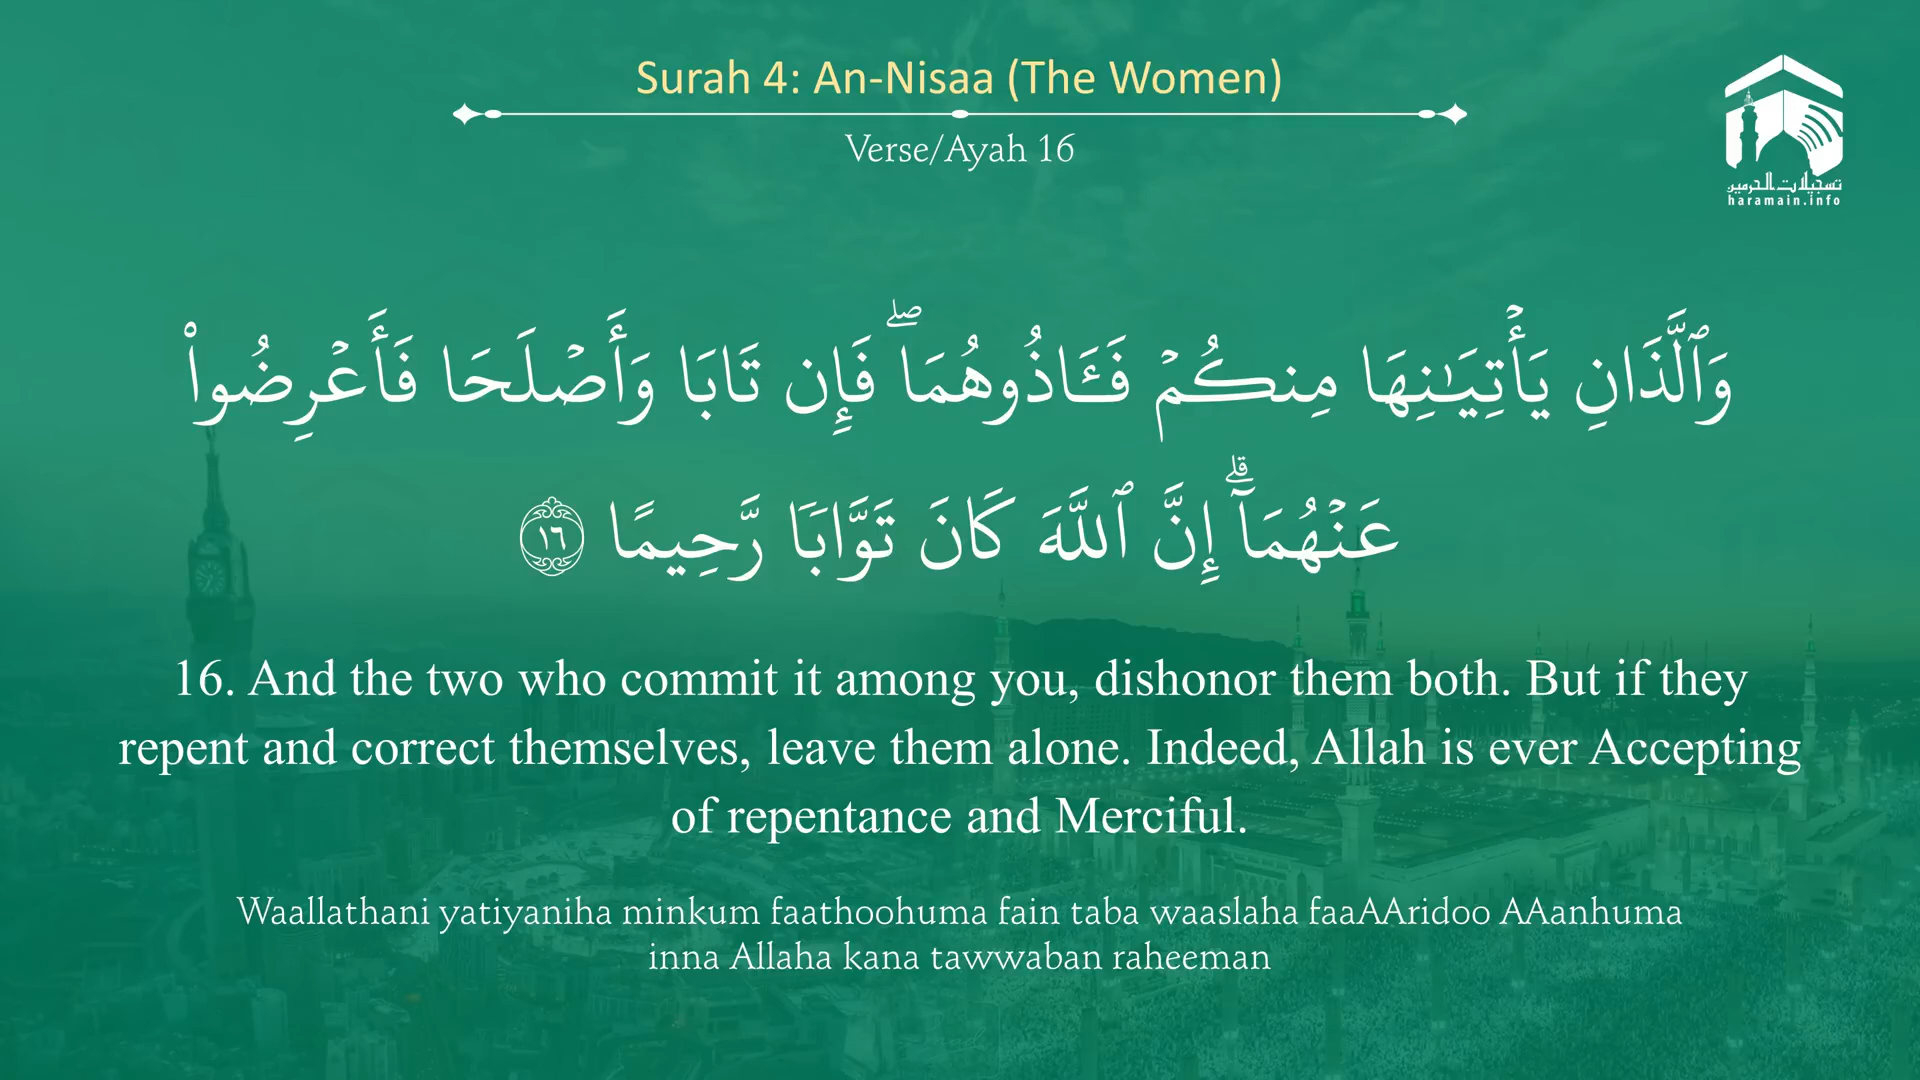 Surah 4: An-Nisaa (The Women)
Verse/Ayah 16
تسجيلات الحرمين
haramain.info
وَٱلَّذَانِ يَأۡتِيَٰنِهَا مِنكُمۡ فَـَٔاذُوهُمَاۖ فَإِن تَابَا وَأَصۡلَحَا فَأَعۡرِضُواْ
عَنۡهُمَآۗ إِنَّ ٱللَّهَ كَانَ تَوَّابٗا رَّحِيمًا ١٦
16. And the two who commit it among you, dishonor them both. But if they
repent and correct themselves, leave them alone. Indeed, Allah is ever Accepting
of repentance and Merciful.
Waallathani yatiyaniha minkum faathoohuma fain taba waaslaha faaAAridoo AAanhuma
inna Allaha kana tawwaban raheeman